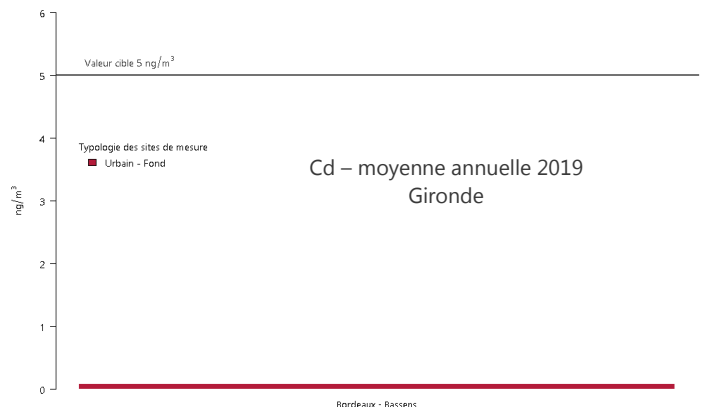 6
Valeur cible 5 ng/m³
5
4
Typologie des sites de mesure
Urbain - Fond
Cd – moyenne annuelle 2019
Gironde
ng/m³
3
2
1
0
Bordeaux - Bassens